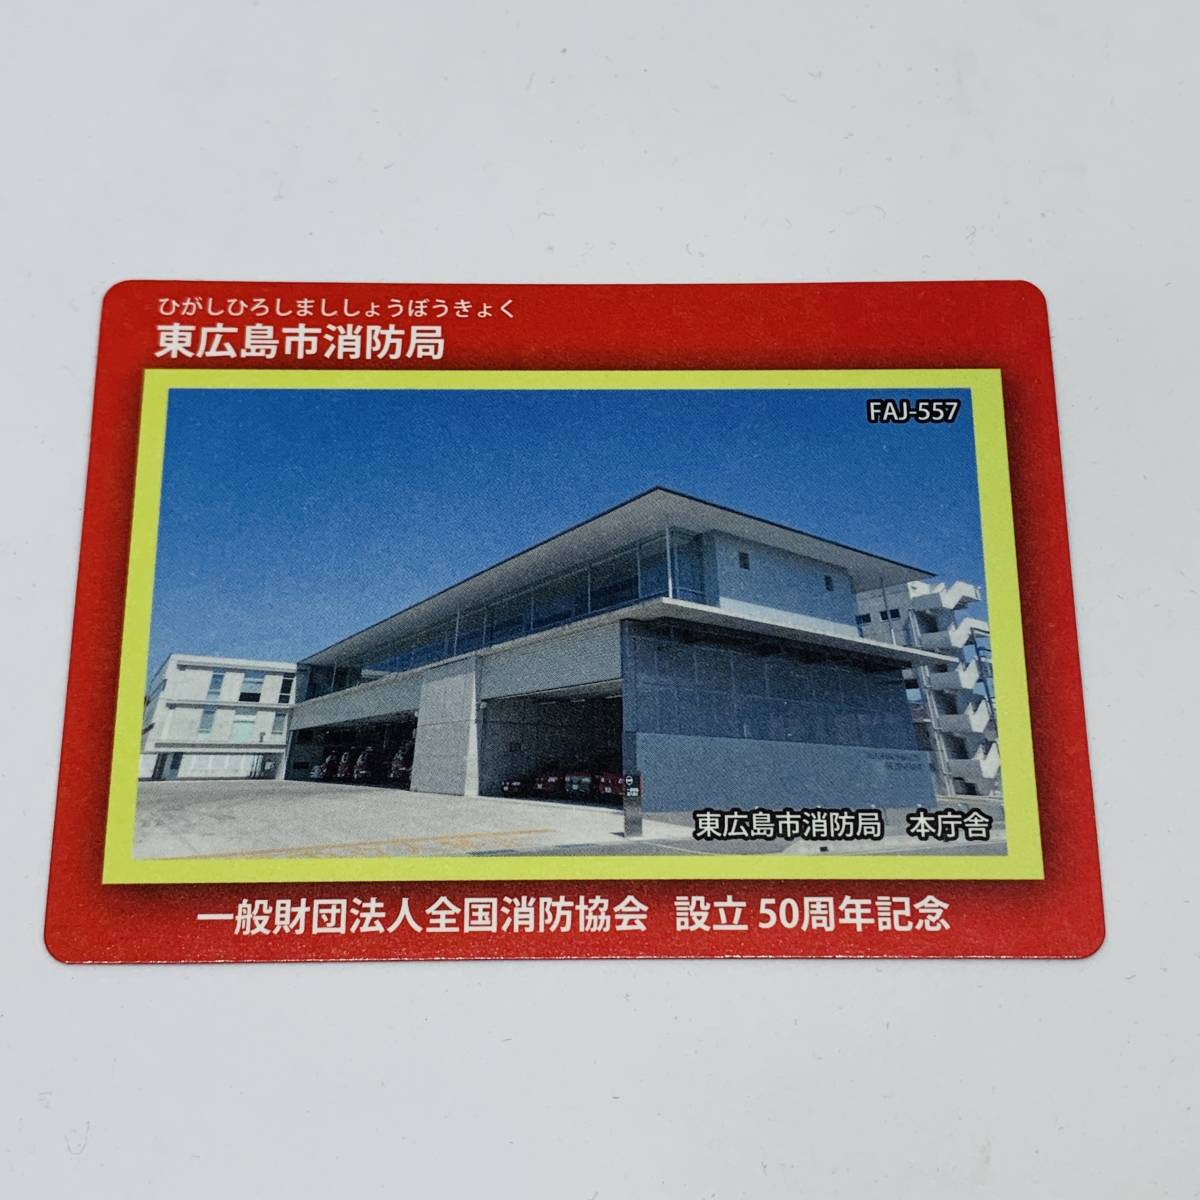 ひがしひろしまししょうぼうきょく
東広島市消防局
FAJ-557
東広島市消防局　本庁舎
一般財団法人全国消防協会　設立50周年記念